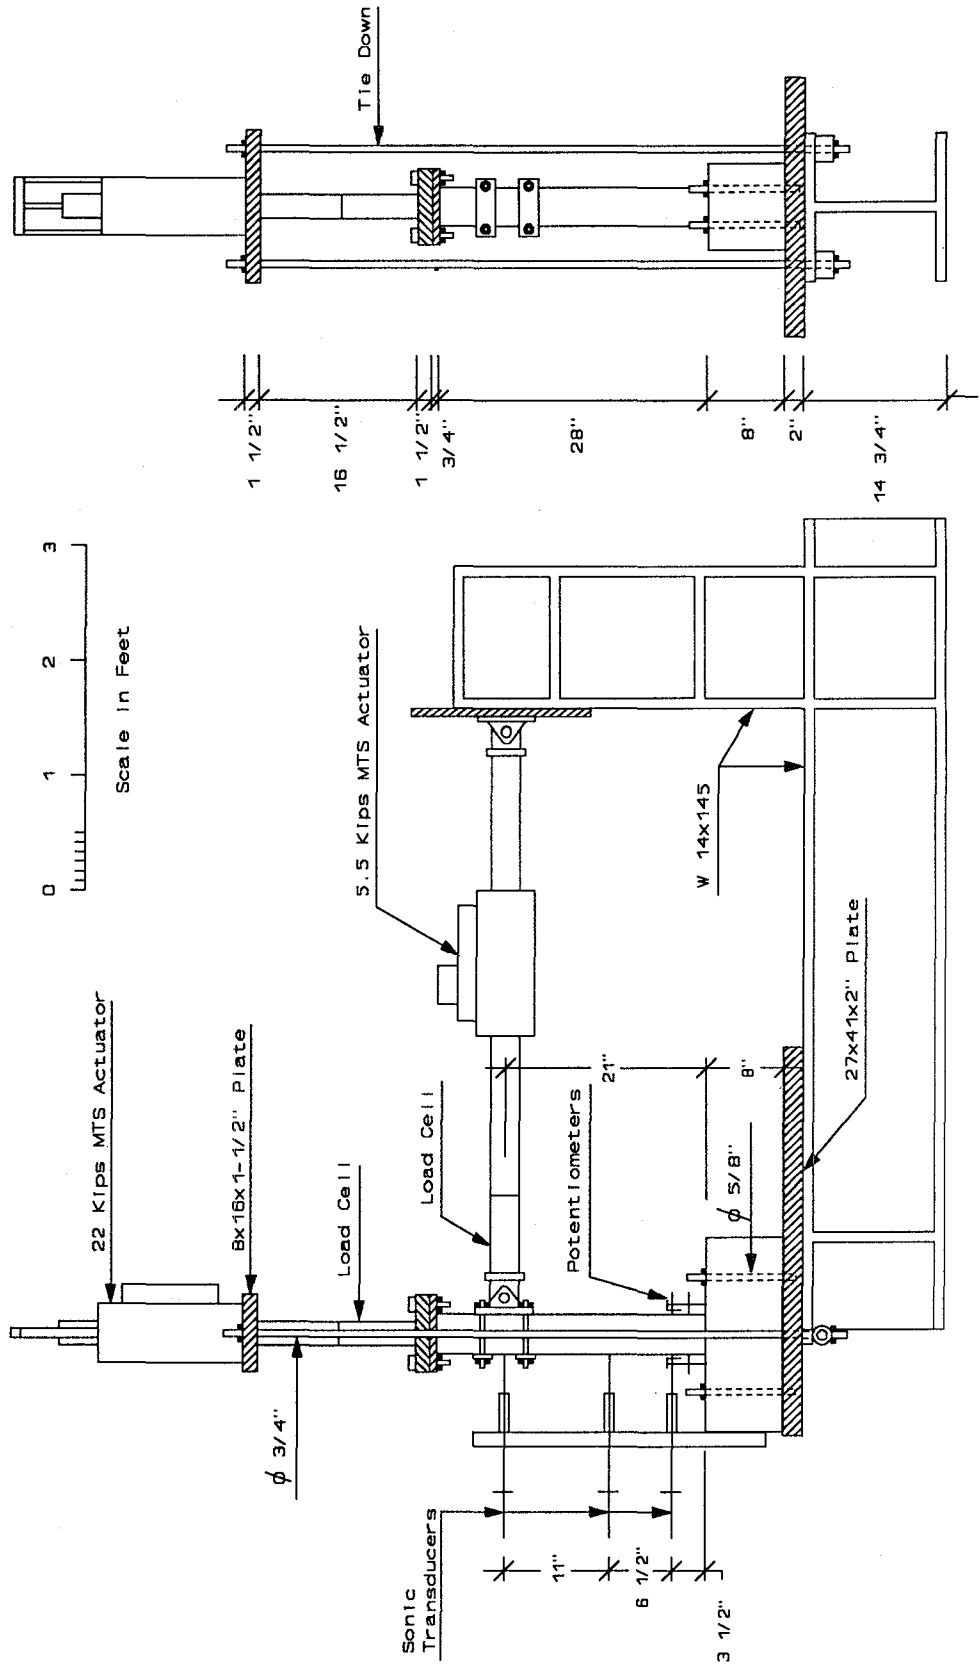 22 Kips MTS Actuator
8x16x1-1/2" Plate
Load Cell
Load Cell
ϕ 3/4"
Sonic
Transducers
11"
6 1/2"
3 1/2"
Potentiometers
21"
8"
ϕ 5/8"
27x41x2" Plate
W 14x145
5.5 Kips MTS Actuator
0 1 2 3
Scale In Feet
1 1/2"
16 1/2"
1 1/2"
3/4"
28"
8"
2"
14 3/4"
Tie Down